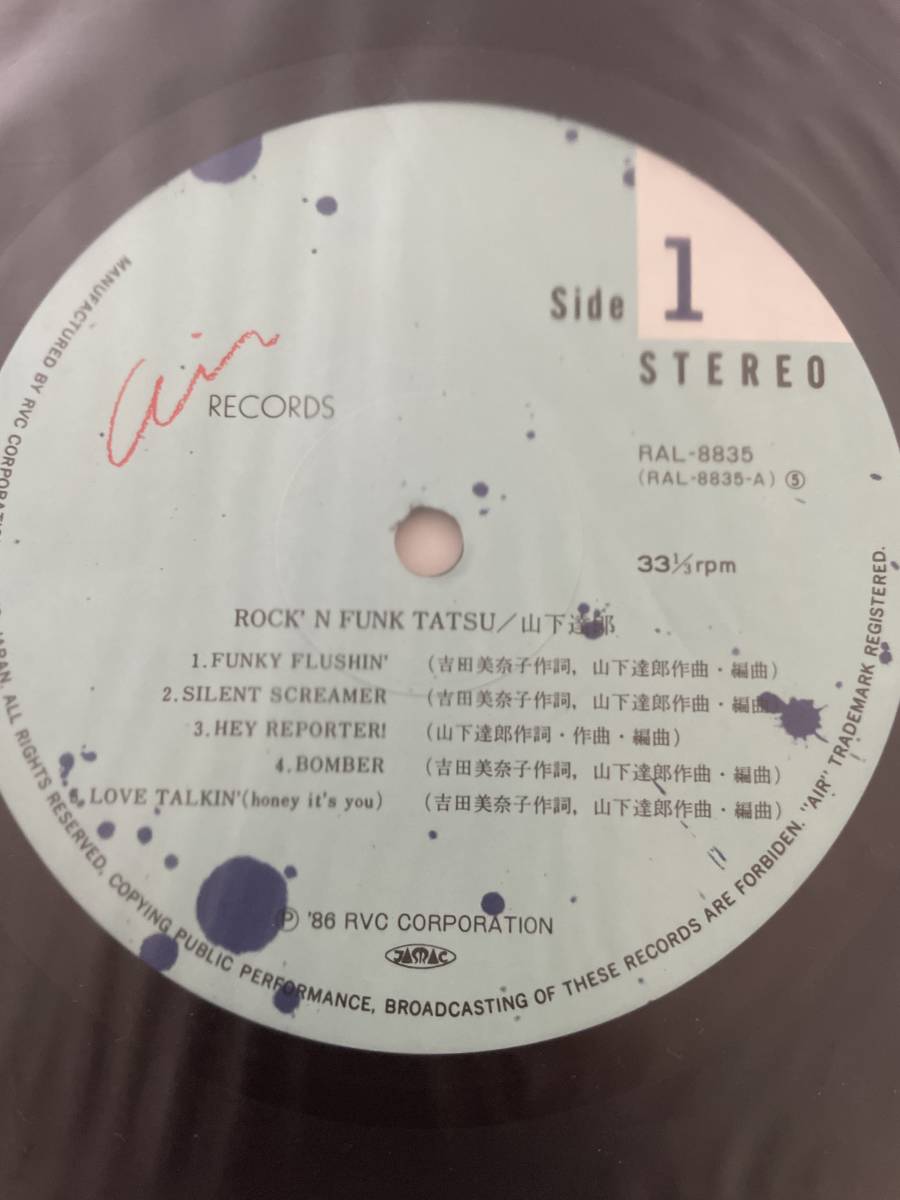 Side 1
STEREO
air RECORDS
RAL-8835
(RAL-8835-A) ⑤
33⅓rpm
ROCK' N FUNK TATSU/山下達郎
1.FUNKY FLUSHIN' (吉田美奈子作詞, 山下達郎作曲・編曲)
2.SILENT SCREAMER (吉田美奈子作詞, 山下達郎作曲・編曲)
3.HEY REPORTER! (山下達郎作詞・作曲・編曲)
4.BOMBER (吉田美奈子作詞, 山下達郎作曲・編曲)
5.LOVE TALKIN'(honey it's you) (吉田美奈子作詞, 山下達郎作曲・編曲)
Ⓟ '86 RVC CORPORATION
JASRAC
MANUFACTURED BY RVC JAPAN. ALL RIGHTS RESERVED, COPYING PUBLIC PERFORMANCE, BROADCASTING OF THESE RECORDS ARE FORBIDEN. "AIR" TRADEMARK REGISTERED.